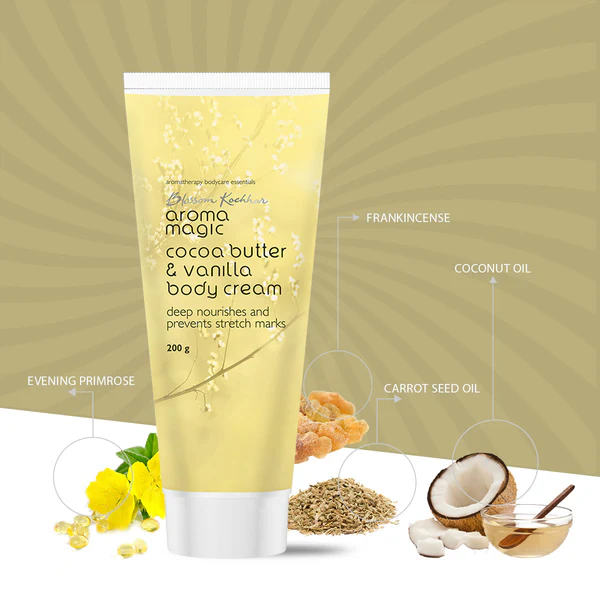 aromatherapy bodycare essentials
Blossom Kochhar
aroma
magic
cocoa butter
& vanilla
body cream
deep nourishes and
prevents stretch marks
200 g
FRANKINCENSE
COCONUT OIL
EVENING PRIMROSE
CARROT SEED OIL